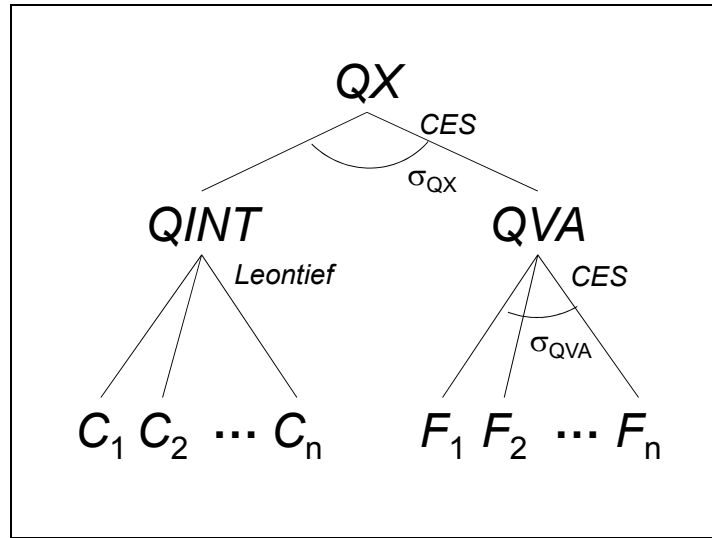 QX
CES
σQX
QINT QVA
Leontief CES
σQVA
C1 C2 ... Cn F1 F2 ... Fn